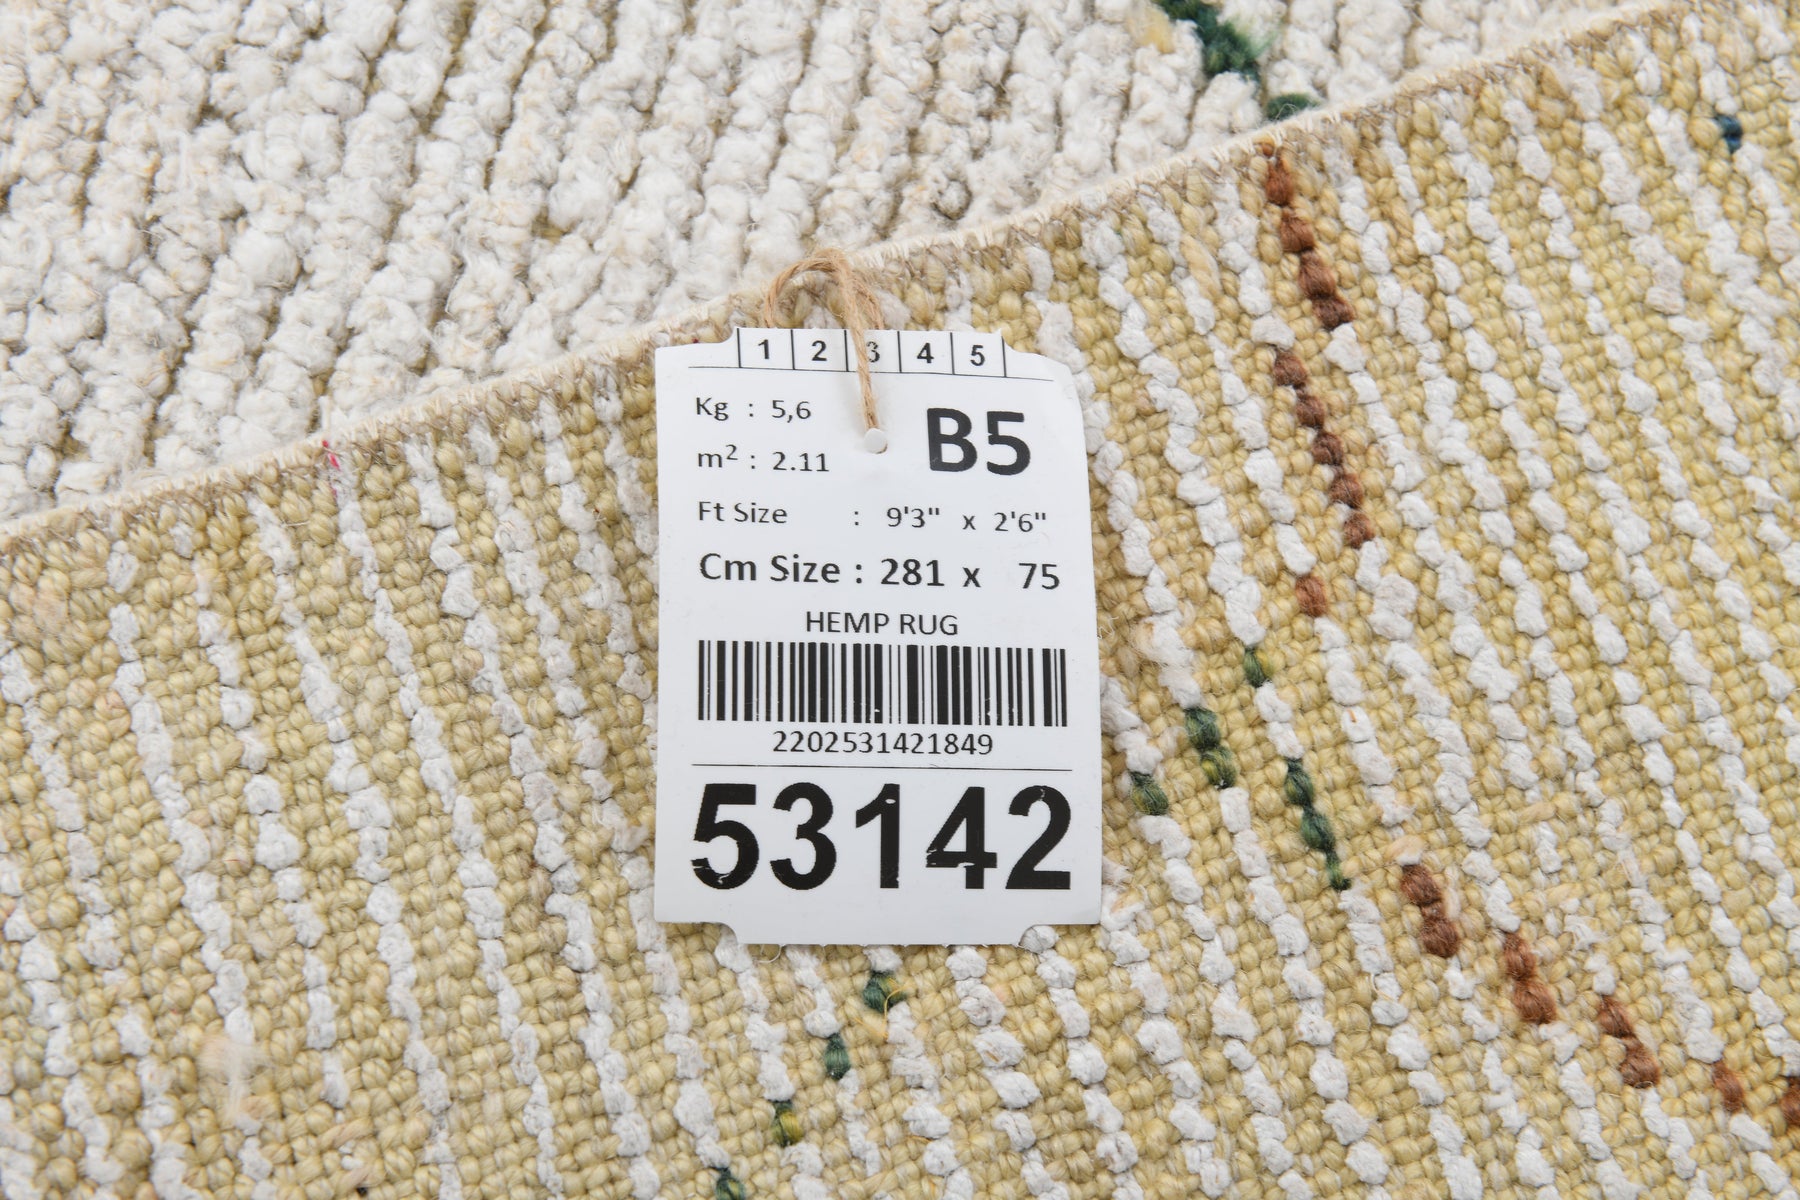 1 2 3 4 5
Kg : 5,6
B5
m² : 2.11
Ft Size : 9'3" x 2'6"
Cm Size : 281 x 75
HEMP RUG
2202531421849
53142